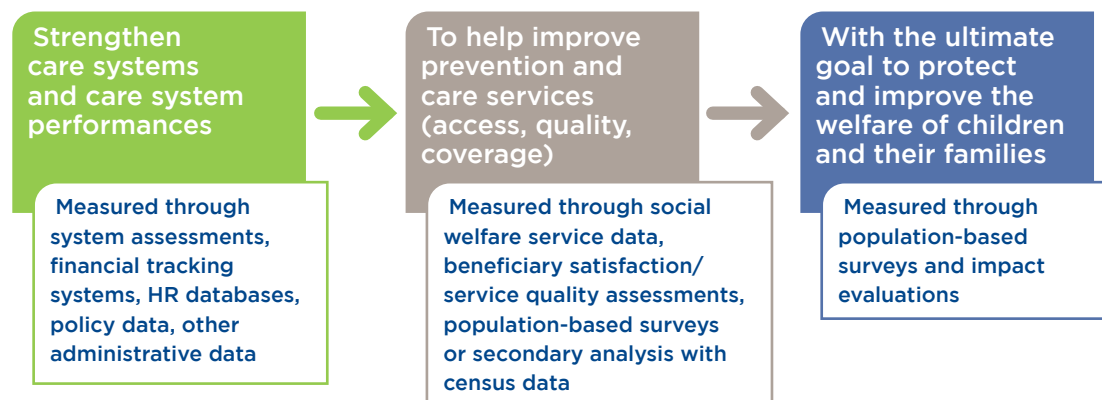 Strengthen
care systems
and care system
performances
Measured through
system assessments,
financial tracking
systems, HR databases,
policy data, other
administrative data
To help improve
prevention and
care services
(access, quality,
coverage)
Measured through social
welfare service data,
beneficiary satisfaction/
service quality assessments,
population-based surveys
or secondary analysis with
census data
With the ultimate
goal to protect
and improve the
welfare of children
and their families
Measured through
population-based
surveys and impact
evaluations